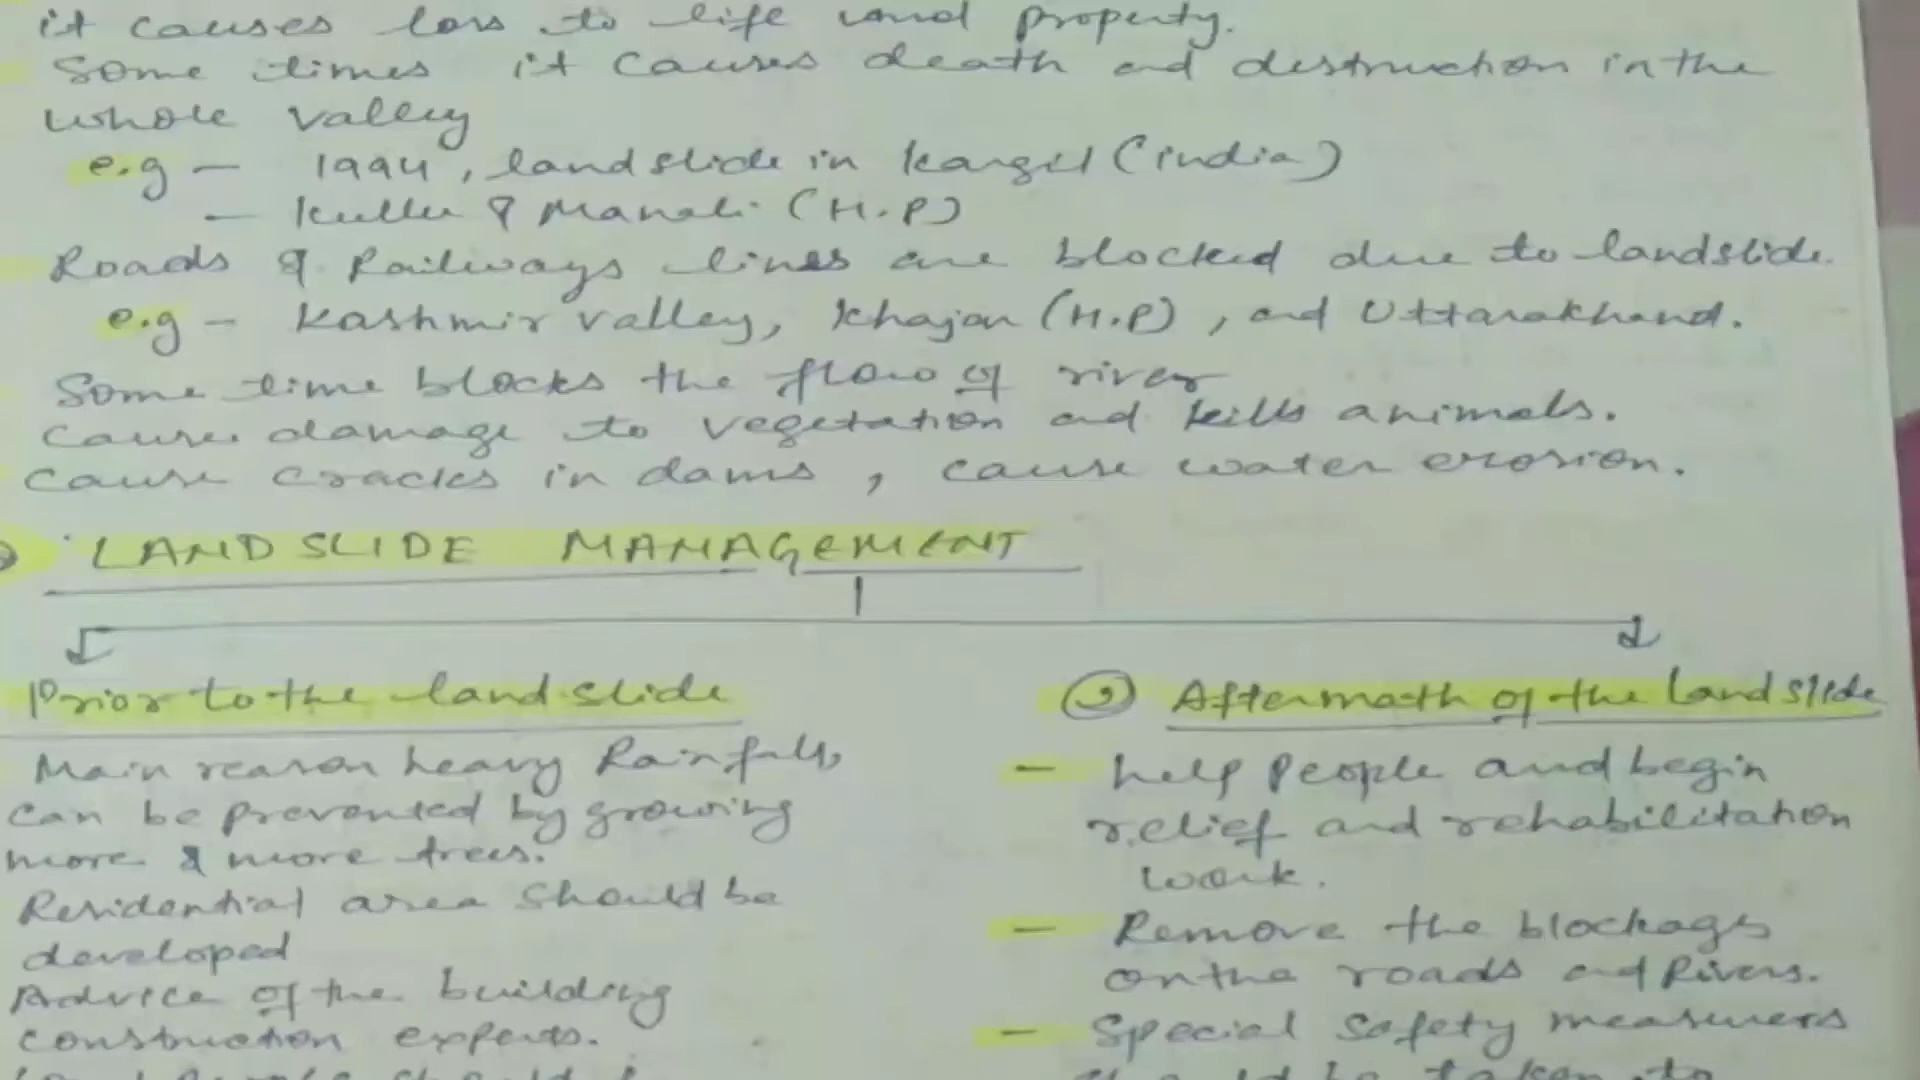 it causes loss to life and property.
Some times it causes death and destruction in the
whole valley
e.g - 1994, landslide in kargil (india)
- kullu & Manali (H.P)
Roads & Railways lines are blocked due to landslide.
e.g - Kashmir valley, khajan (H.P), and Uttarakhand.
Some time blocks the flow of river
cause damage to vegetation and kills animals.
cause cracks in dams, cause water erosion.
LANDSLIDE MANAGEMENT
Prior to the landslide
Main reason heavy Rainfall,
can be prevented by growing
more & more trees.
Residential area should be
developed
Advice of the building
construction experts.
② Aftermath of the Landslide
- help People and begin
relief and rehabilitation
work.
- Remove the blockags
on the roads and Rivers.
- Special safety measurers
taken to